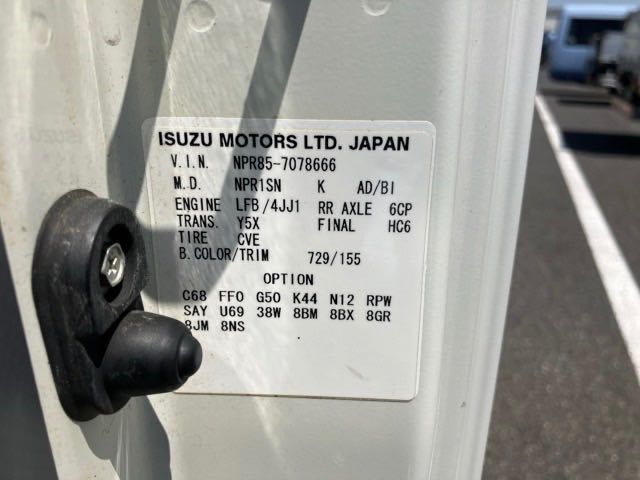 ISUZU MOTORS LTD. JAPAN
V.I.N. NPR85-7078666
M.D. NPR1SN K AD/BI
ENGINE LFB/4JJ1 RR AXLE 6CP
TRANS. Y5X FINAL HC6
TIRE CVE
B.COLOR/TRIM 729/155
OPTION
C68 FF0 G50 K44 N12 RPW
SAY U69 38W 8BM 8BX 8GR
8JM 8NS